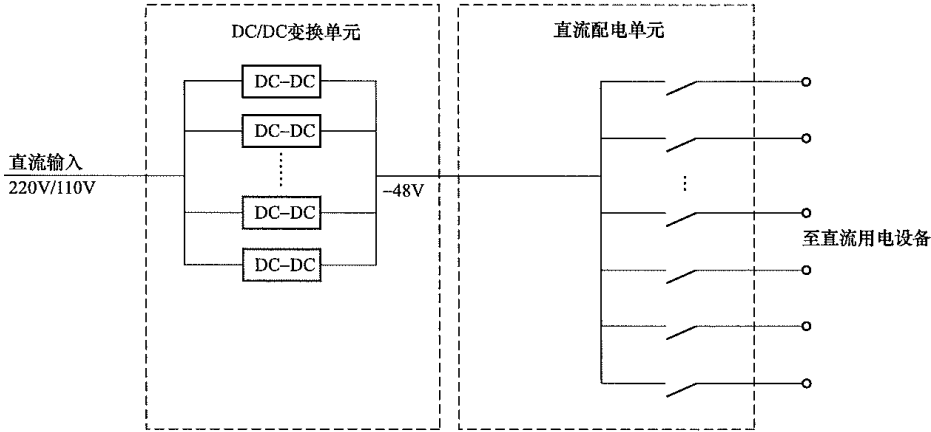 DC/DC变换单元
直流配电单元
DC-DC
DC-DC
直流输入
220V/110V
-48V
DC-DC
DC-DC
至直流用电设备